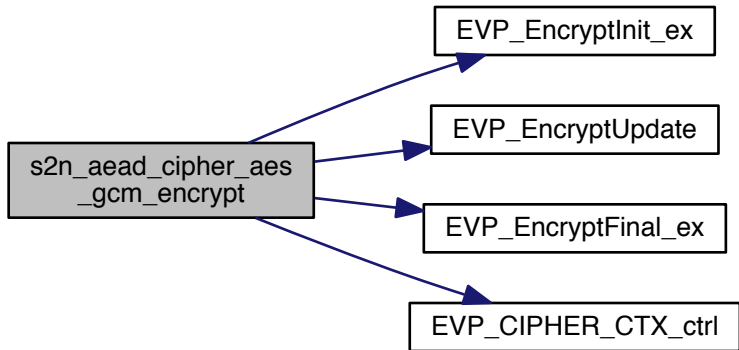 s2n_aead_cipher_aes
_gcm_encrypt
EVP_EncryptInit_ex
EVP_EncryptUpdate
EVP_EncryptFinal_ex
EVP_CIPHER_CTX_ctrl